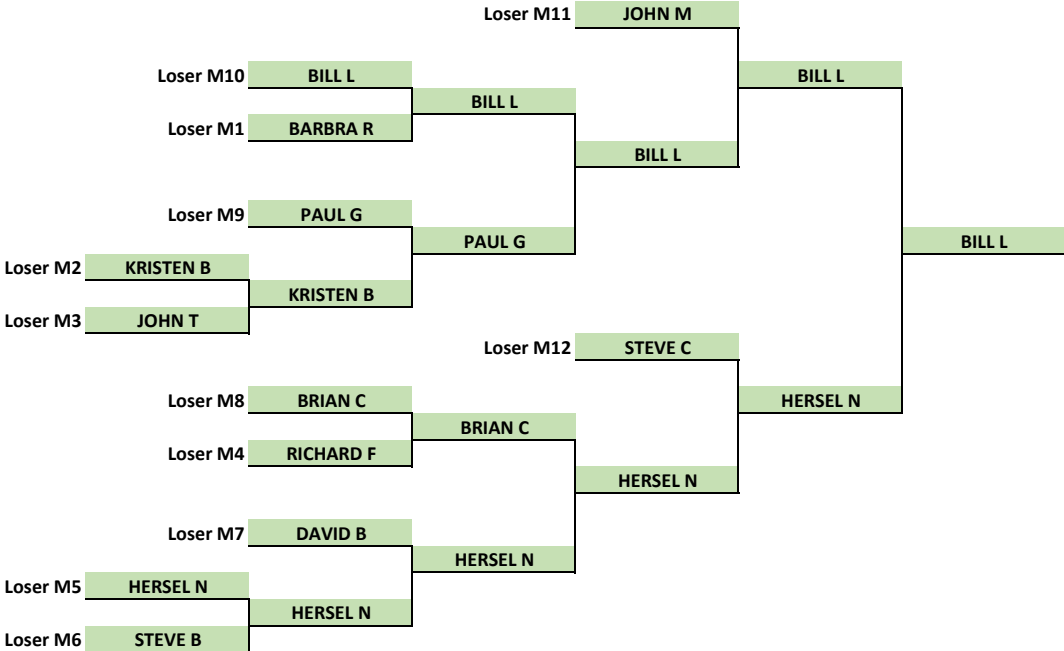 Loser M11 JOHN M
Loser M10 BILL L BILL L
BILL L
Loser M1 BARBRA R
BILL L
Loser M9 PAUL G
PAUL G BILL L
Loser M2 KRISTEN B
KRISTEN B
Loser M3 JOHN T
Loser M12 STEVE C
Loser M8 BRIAN C HERSEL N
BRIAN C
Loser M4 RICHARD F
HERSEL N
Loser M7 DAVID B
HERSEL N
Loser M5 HERSEL N
HERSEL N
Loser M6 STEVE B